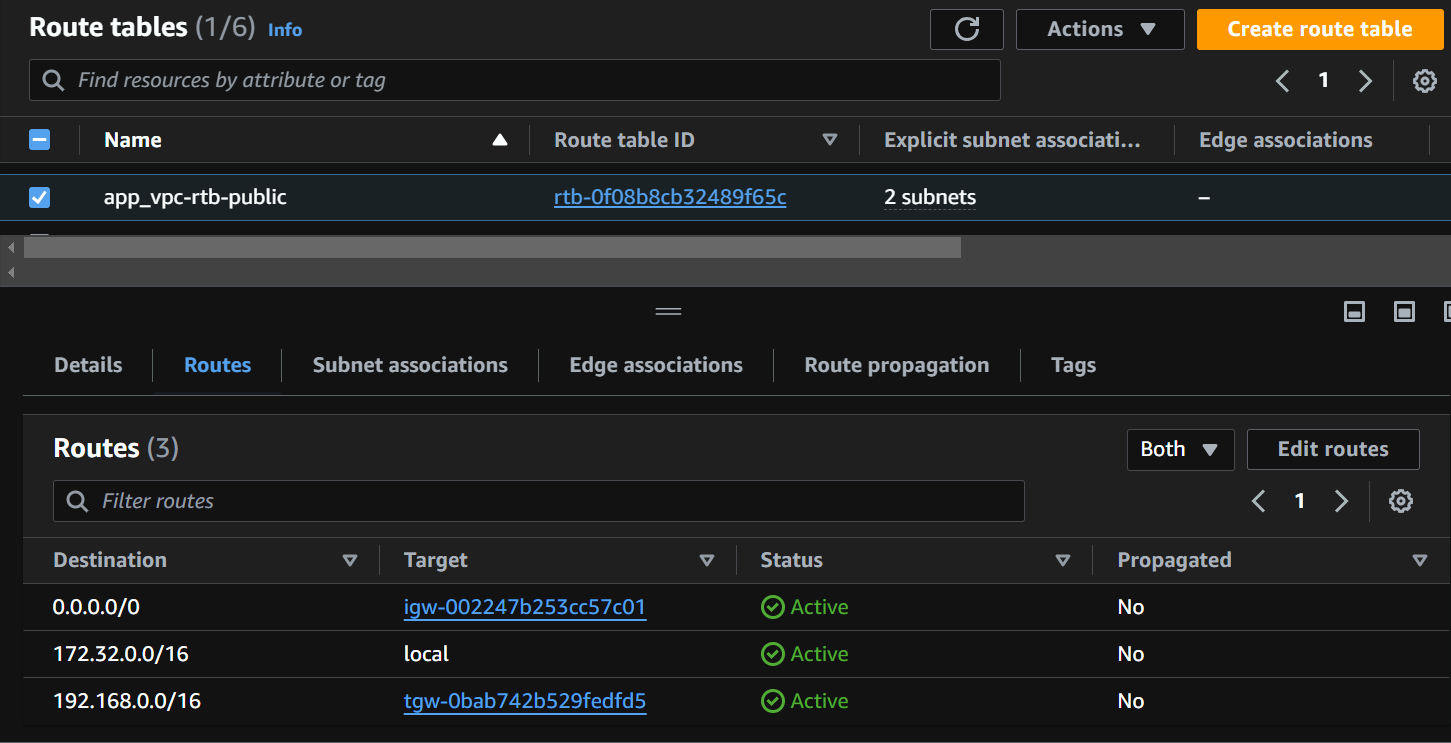 Route tables (1/6) Info Actions Create route table
Find resources by attribute or tag 1
Name Route table ID Explicit subnet associati... Edge associations
app_vpc-rtb-public rtb-0f08b8cb32489f65c 2 subnets –
Details Routes Subnet associations Edge associations Route propagation Tags
Routes (3) Both Edit routes
Filter routes 1
Destination Target Status Propagated
0.0.0.0/0 igw-002247b253cc57c01 Active No
172.32.0.0/16 local Active No
192.168.0.0/16 tgw-0bab742b529fedfd5 Active No